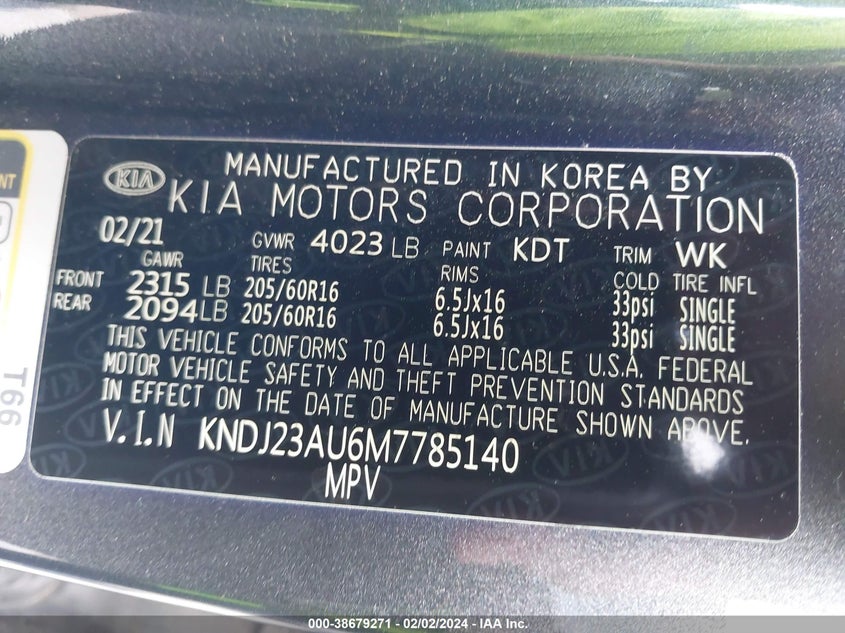 KIA
MANUFACTURED IN KOREA BY
KIA MOTORS CORPORATION
02/21 GVWR 4023 LB PAINT KDT TRIM WK
GAWR TIRES RIMS COLD TIRE INFL
FRONT 2315 LB 205/60R16 6.5Jx16 33psi SINGLE
REAR 2094 LB 205/60R16 6.5Jx16 33psi SINGLE
THIS VEHICLE CONFORMS TO ALL APPLICABLE U.S.A. FEDERAL
MOTOR VEHICLE SAFETY AND THEFT PREVENTION STANDARDS
IN EFFECT ON THE DATE OF MANUFACTURE SHOWN ABOVE.
V.I.N KNDJ23AU6M7785140
MPV
T66
000-38679271 - 02/02/2024 - IAA Inc.